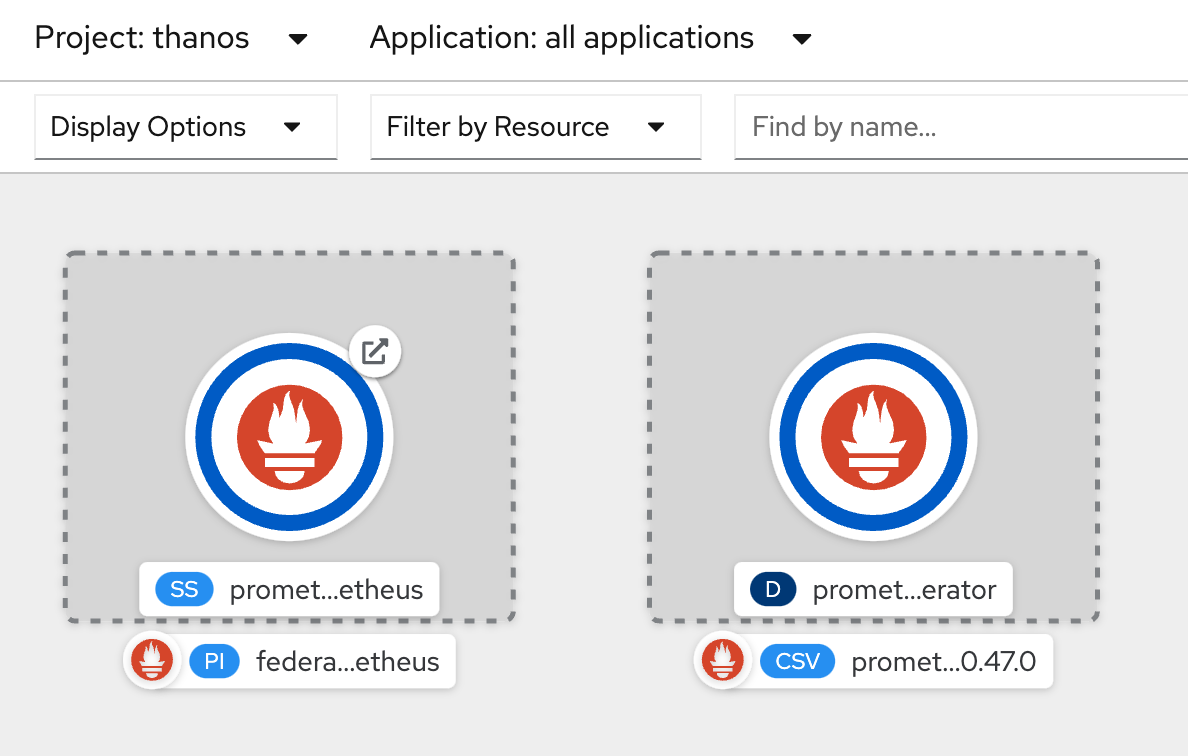 Project: thanos Application: all applications
Display Options Filter by Resource Find by name...
SS promet...etheus D promet...erator
PI federa...etheus CSV promet...0.47.0